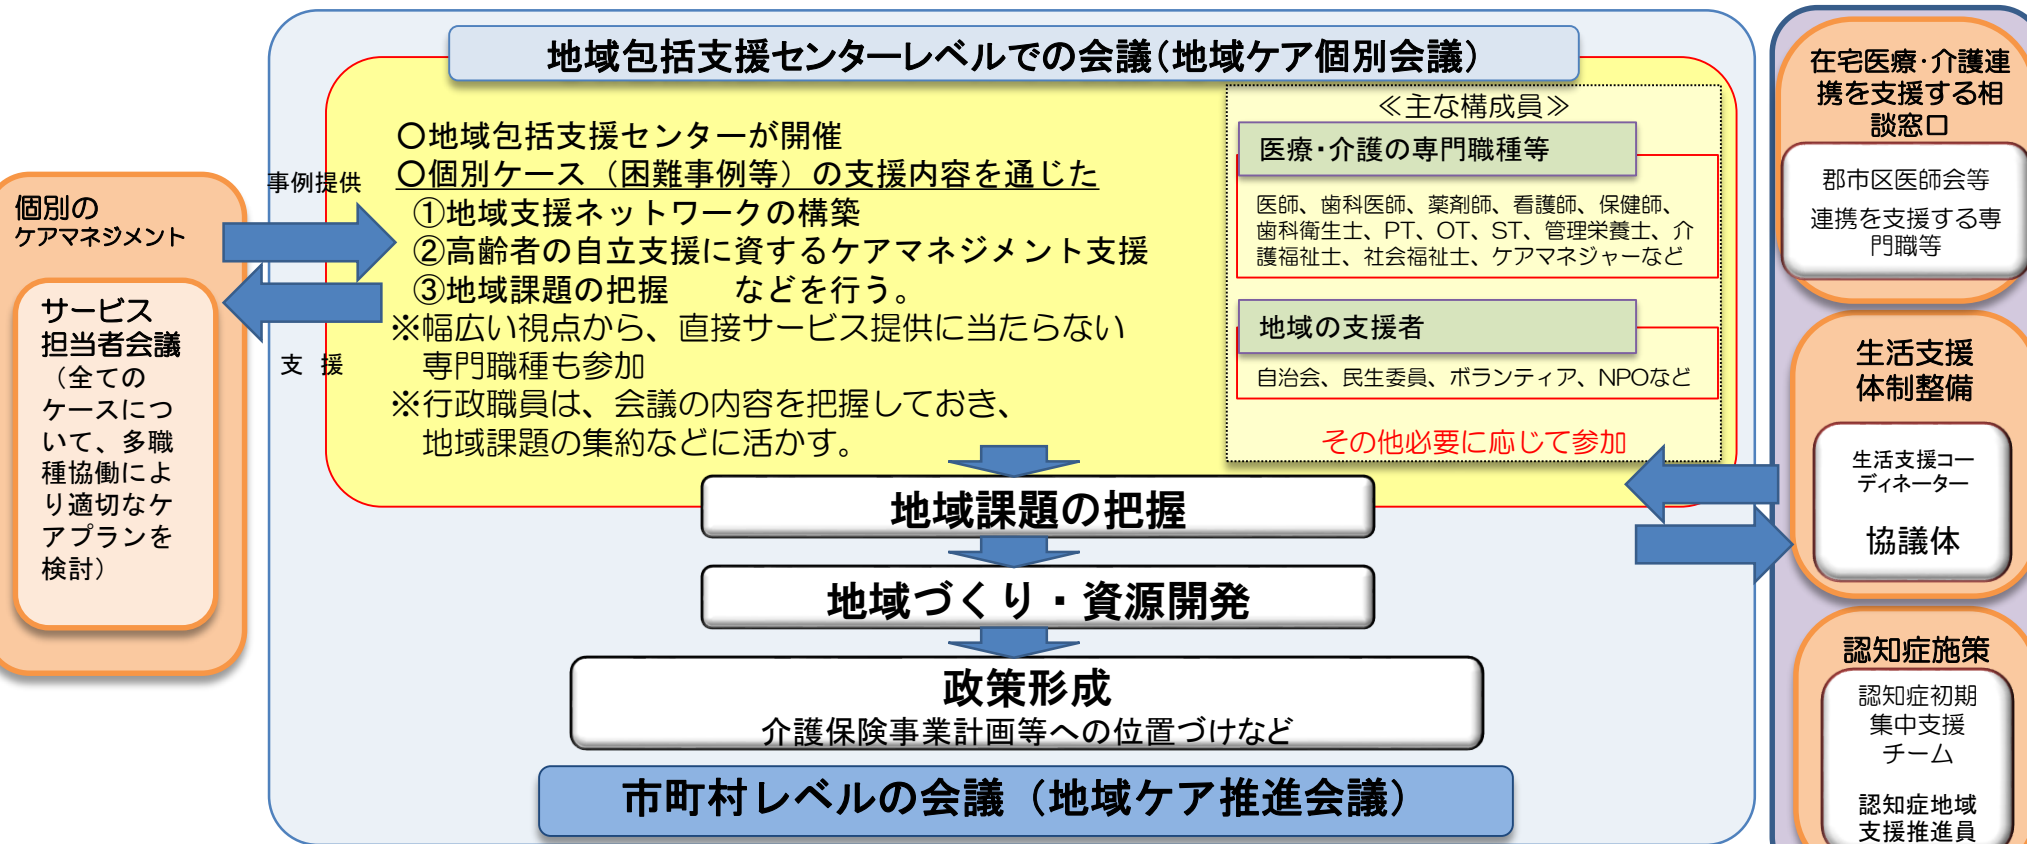 地域包括支援センターレベルでの会議(地域ケア個別会議)
〇地域包括支援センターが開催
〇個別ケース（困難事例等）の支援内容を通じた
①地域支援ネットワークの構築
②高齢者の自立支援に資するケアマネジメント支援
③地域課題の把握　　などを行う。
※幅広い視点から、直接サービス提供に当たらない
専門職種も参加
※行政職員は、会議の内容を把握しておき、
地域課題の集約などに活かす。
≪主な構成員≫
医療・介護の専門職種等
医師、歯科医師、薬剤師、看護師、保健師、
歯科衛生士、PT、OT、ST、管理栄養士、介
護福祉士、社会福祉士、ケアマネジャーなど
地域の支援者
自治会、民生委員、ボランティア、NPOなど
その他必要に応じて参加
事例提供
支　援
個別の
ケアマネジメント
サービス
担当者会議
（全ての
ケースにつ
いて、多職
種協働によ
り適切なケ
アプランを
検討）
地域課題の把握
地域づくり・資源開発
政策形成
介護保険事業計画等への位置づけなど
市町村レベルの会議（地域ケア推進会議）
在宅医療・介護連
携を支援する相
談窓口
郡市区医師会等
連携を支援する専
門職等
生活支援
体制整備
生活支援コー
ディネーター
協議体
認知症施策
認知症初期
集中支援
チーム
認知症地域
支援推進員